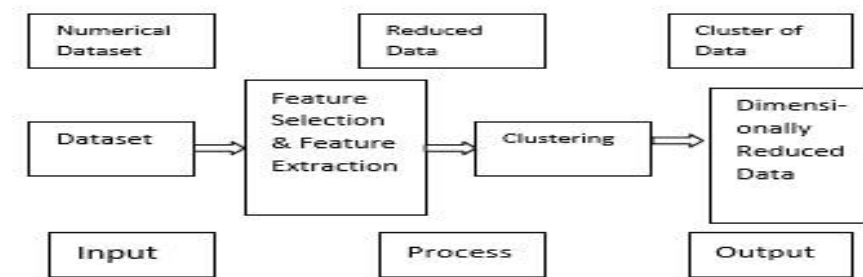 Numerical
Dataset
Reduced
Data
Cluster of
Data
Dataset
Feature
Selection
& Feature
Extraction
Clustering
Dimensi-
onally
Reduced
Data
Input
Process
Output